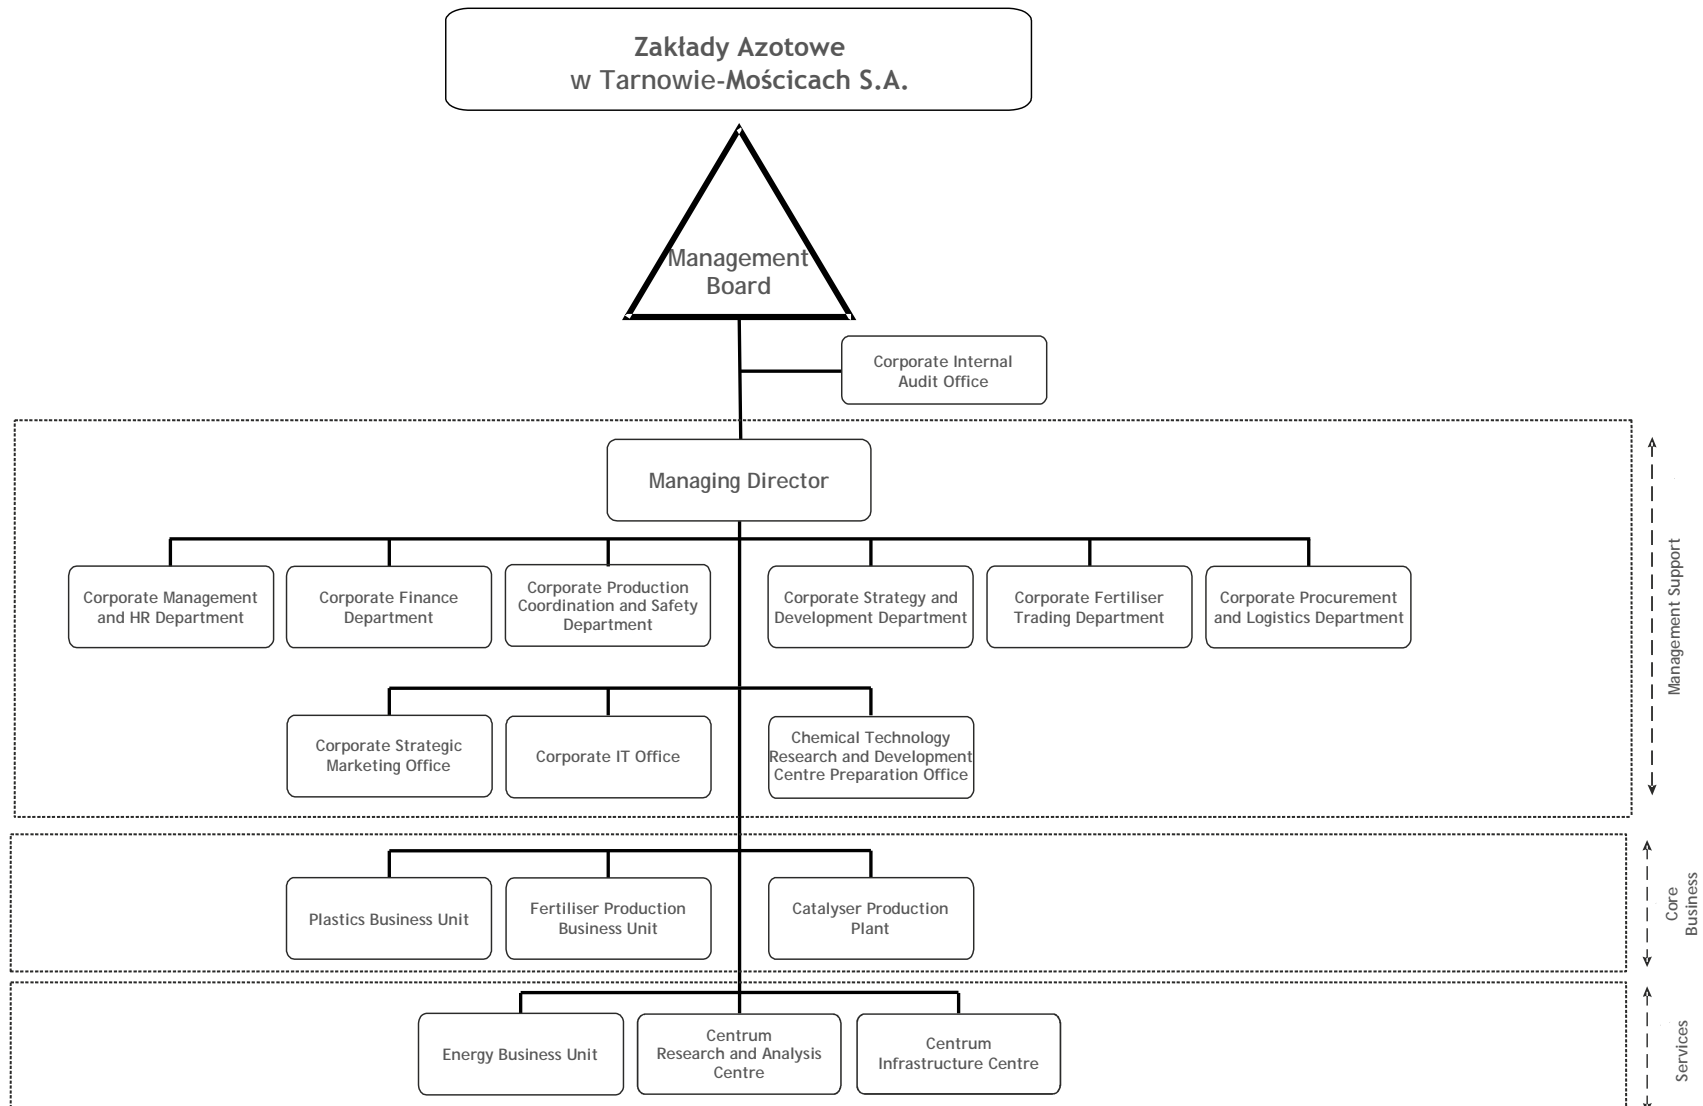 Zakłady Azotowe
w Tarnowie-Mościcach S.A.
Management
Board
Corporate Internal
Audit Office
Managing Director
Corporate Management
and HR Department
Corporate Finance
Department
Corporate Production
Coordination and Safety
Department
Corporate Strategy and
Development Department
Corporate Fertiliser
Trading Department
Corporate Procurement
and Logistics Department
Management Support
Corporate Strategic
Marketing Office
Corporate IT Office
Chemical Technology
Research and Development
Centre Preparation Office
Plastics Business Unit
Fertiliser Production
Business Unit
Catalyser Production
Plant
Core
Business
Energy Business Unit
Centrum
Research and Analysis
Centre
Centrum
Infrastructure Centre
Services